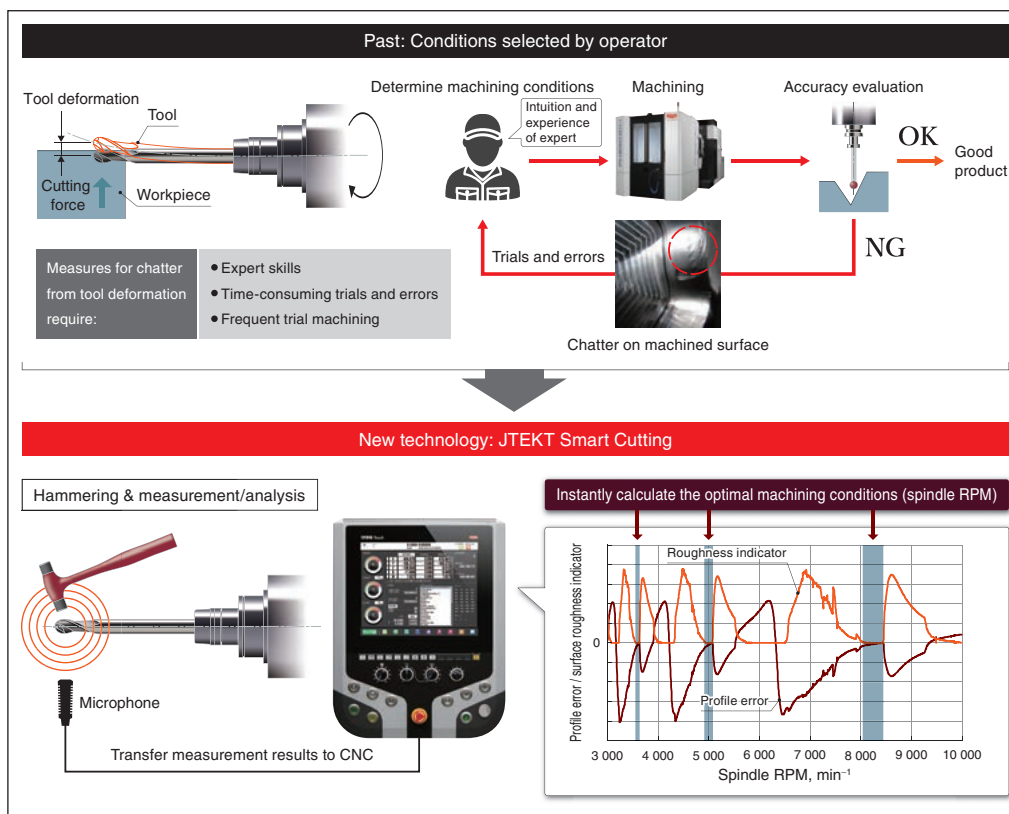 Past: Conditions selected by operator
Tool deformation
Tool
Cutting
force
Workpiece
Determine machining conditions
Intuition and
experience
of expert
Machining
Accuracy evaluation
OK
Good
product
NG
Trials and errors
Chatter on machined surface
Measures for chatter
from tool deformation
require:
● Expert skills
● Time-consuming trials and errors
● Frequent trial machining
New technology: JTEKT Smart Cutting
Hammering & measurement/analysis
Microphone
Transfer measurement results to CNC
Instantly calculate the optimal machining conditions (spindle RPM)
Profile error / surface roughness indicator
Roughness indicator
0
Profile error
3 000 4 000 5 000 6 000 7 000 8 000 9 000 10 000
Spindle RPM, min⁻¹